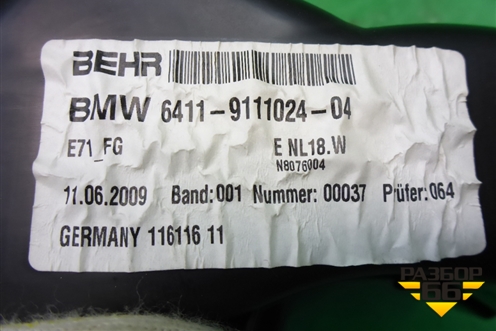 BEHR
BMW 6411-9111024-04
E71_FG E NL18.W
N8076004
11.06.2009 Band:001 Nummer: 00037 Prüfer:064
GERMANY 116116 11
РАЗБОР
66